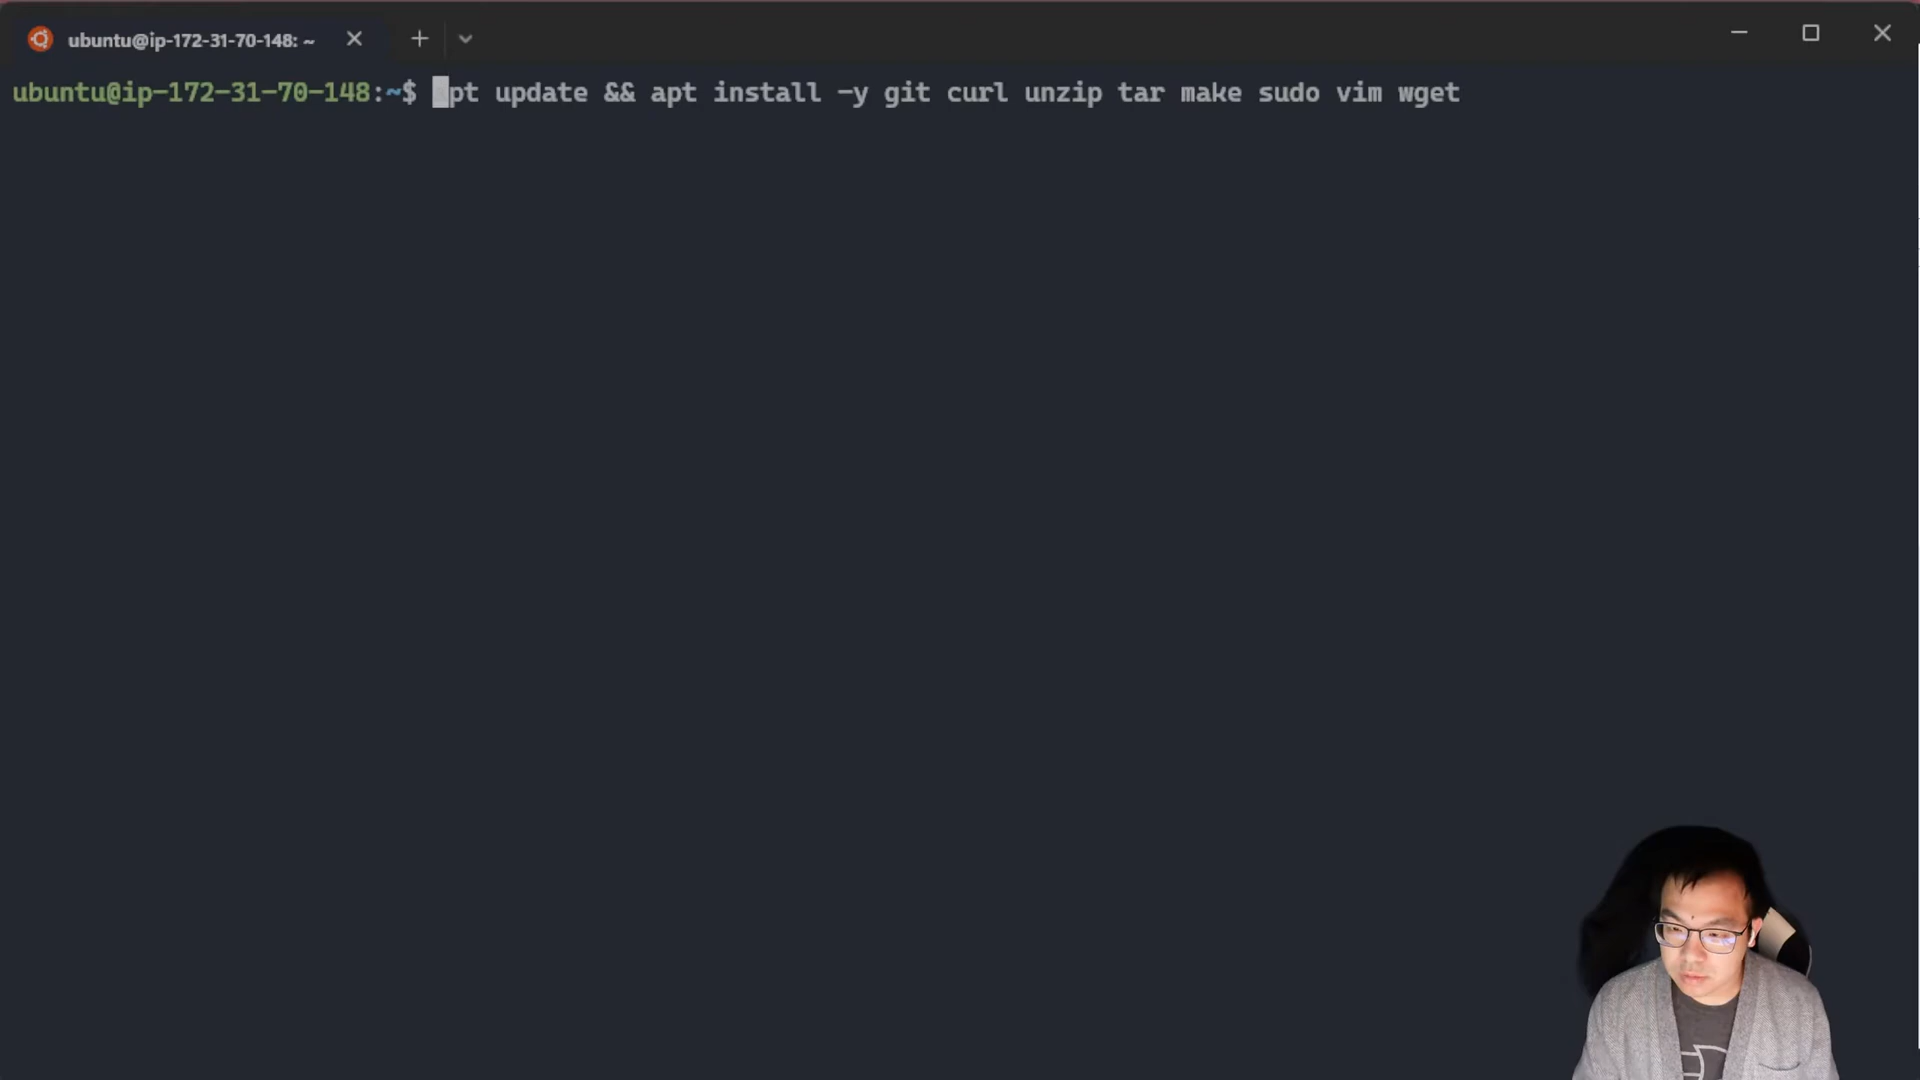 ubuntu@ip-172-31-70-148: ~
ubuntu@ip-172-31-70-148:~$ apt update && apt install -y git curl unzip tar make sudo vim wget